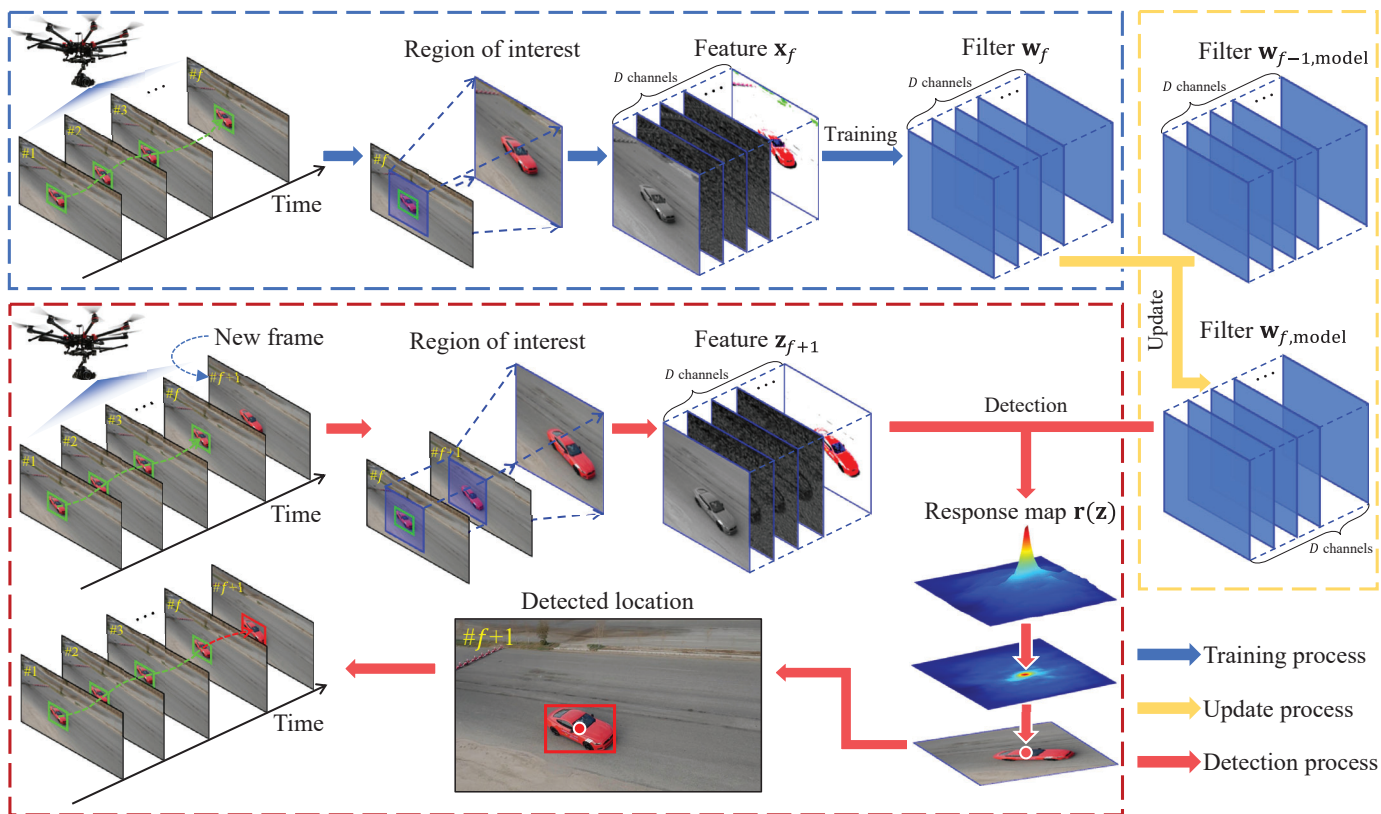 Region of interest
Feature 𝐱_f
Filter 𝐰_f
Filter 𝐰_{f−1,model}
D channels
D channels
D channels
#1
#2
#3
...
#f
Time
#f
...
Training
...
...
Update
New frame
Region of interest
Feature 𝐳_{f+1}
Filter 𝐰_{f,model}
D channels
#1
#2
#3
...
#f
#f+1
Time
#f
#f+1
...
Detection
...
D channels
Response map 𝐫(𝐳)
#1
#2
#3
...
#f
#f+1
Time
Detected location
#f+1
Training process
Update process
Detection process